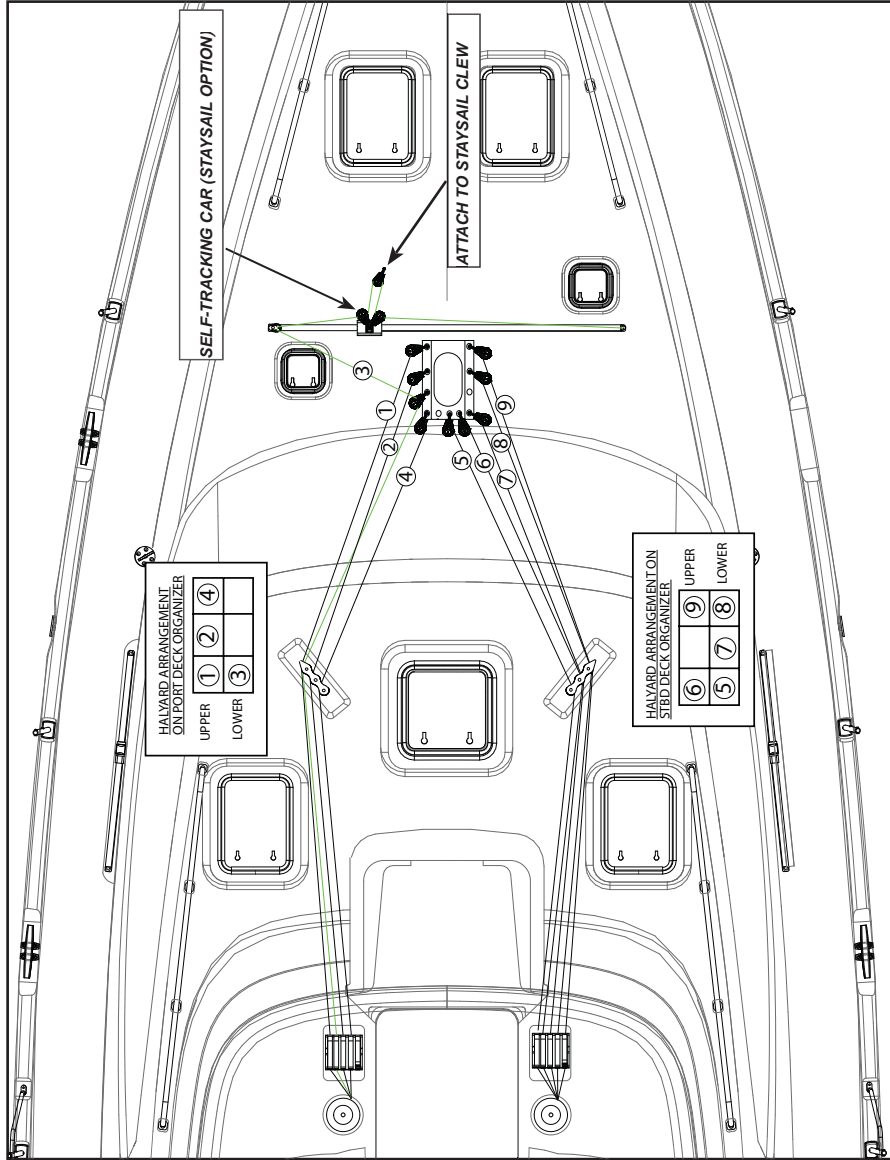 SELF-TRACKING CAR (STAYSAIL OPTION)
ATTACH TO STAYSAIL CLEW
3
1
2
4
5
6
7
8
9
HALYARD ARRANGEMENT
ON PORT DECK ORGANIZER
UPPER 1 2 4
LOWER 3
HALYARD ARRANGEMENT ON
STBD DECK ORGANIZER
6 9 UPPER
5 7 8 LOWER